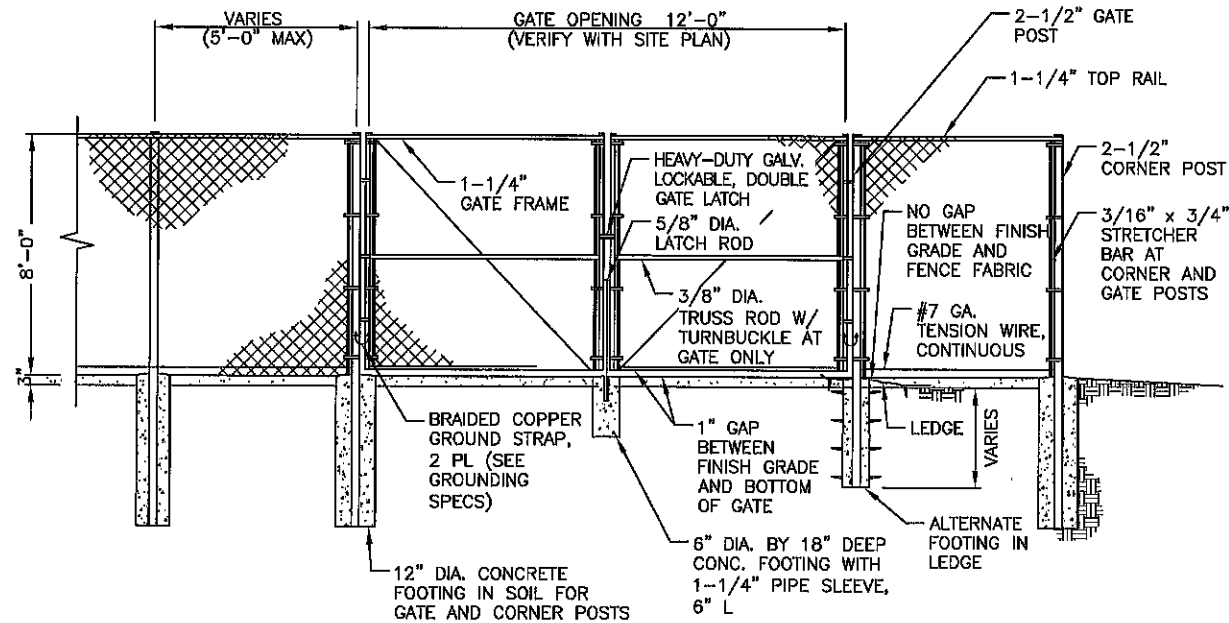 VARIES
(5'-0" MAX)
GATE OPENING 12'-0"
(VERIFY WITH SITE PLAN)
2-1/2" GATE
POST
1-1/4" TOP RAIL
2-1/2"
CORNER POST
3/16" x 3/4"
STRETCHER
BAR AT
CORNER AND
GATE POSTS
HEAVY-DUTY GALV.
LOCKABLE, DOUBLE
GATE LATCH
5/8" DIA.
LATCH ROD
1-1/4"
GATE FRAME
NO GAP
BETWEEN FINISH
GRADE AND
FENCE FABRIC
3/8" DIA.
TRUSS ROD W/
TURNBUCKLE AT
GATE ONLY
#7 GA.
TENSION WIRE,
CONTINUOUS
8'-0"
3"
BRAIDED COPPER
GROUND STRAP,
2 PL (SEE
GROUNDING
SPECS)
1" GAP
BETWEEN
FINISH GRADE
AND BOTTOM
OF GATE
LEDGE
VARIES
ALTERNATE
FOOTING IN
LEDGE
6" DIA. BY 18" DEEP
CONC. FOOTING WITH
1-1/4" PIPE SLEEVE,
6" L
12" DIA. CONCRETE
FOOTING IN SOIL FOR
GATE AND CORNER POSTS